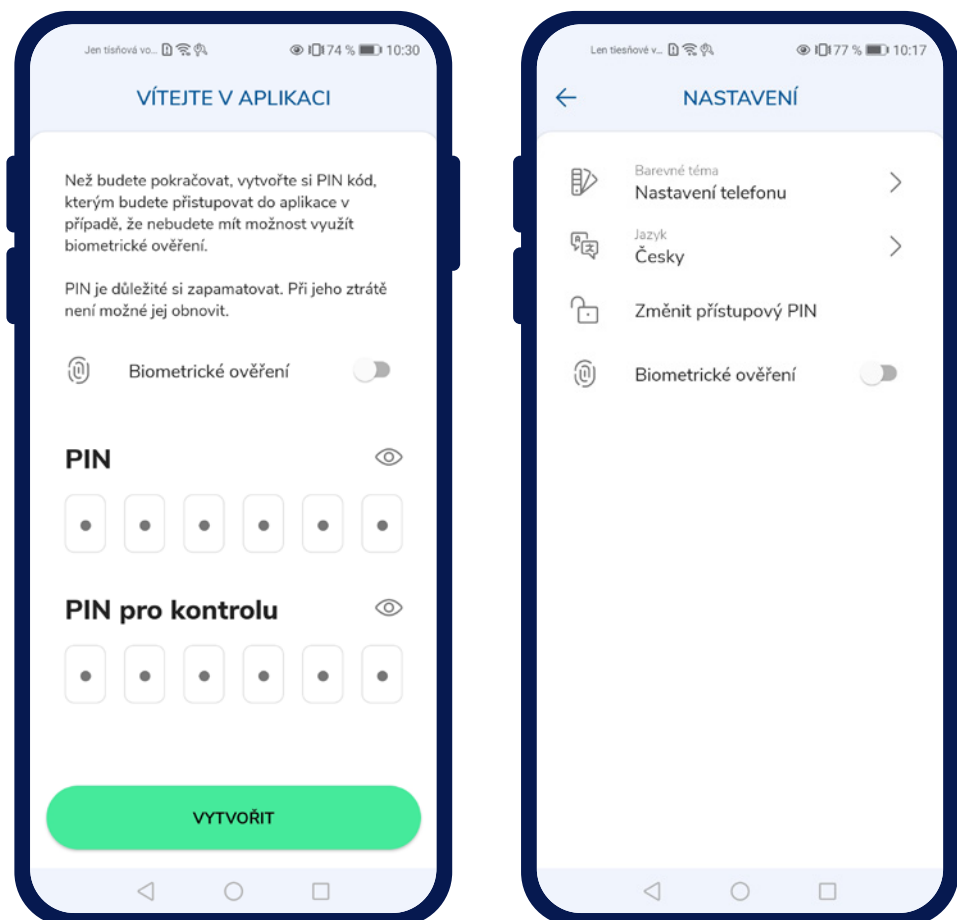 Jen tísňová vo... 74 % 10:30
VÍTEJTE V APLIKACI
Než budete pokračovat, vytvořte si PIN kód,
kterým budete přistupovat do aplikace v
případě, že nebudete mít možnost využít
biometrické ověření.
PIN je důležité si zapamatovat. Při jeho ztrátě
není možné jej obnovit.
Biometrické ověření
PIN
PIN pro kontrolu
VYTVOŘIT
Len tiesňové v... 77 % 10:17
NASTAVENÍ
Barevné téma
Nastavení telefonu
Jazyk
Česky
Změnit přístupový PIN
Biometrické ověření